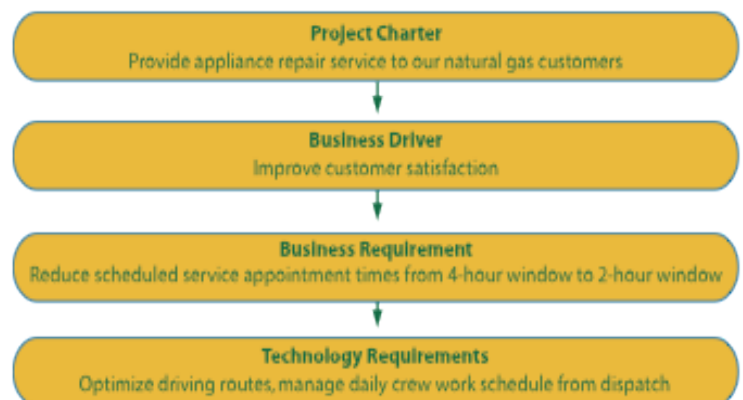 Project Charter
Provide appliance repair service to our natural gas customers
Business Driver
Improve customer satisfaction
Business Requirement
Reduce scheduled service appointment times from 4-hour window to 2-hour window
Technology Requirements
Optimize driving routes, manage daily crew work schedule from dispatch